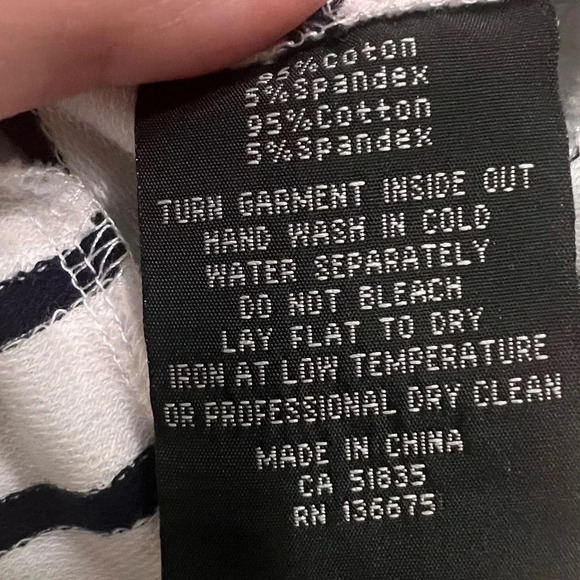 95%coton
5%Spandex
95%Cotton
5%Spandex
TURN GARMENT INSIDE OUT
HAND WASH IN COLD
WATER SEPARATELY
DO NOT BLEACH
LAY FLAT TO DRY
IRON AT LOW TEMPERATURE
OR PROFESSIONAL DRY CLEAN
MADE IN CHINA
CA 51835
RN 136675